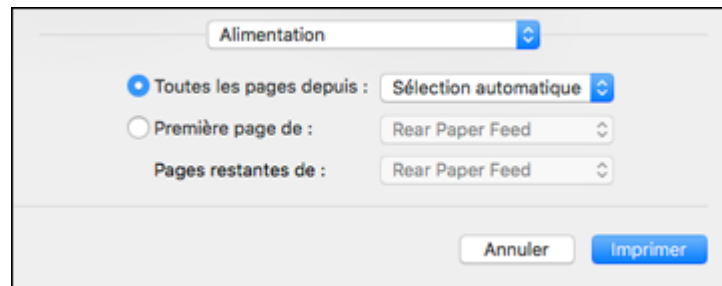 Alimentation
Toutes les pages depuis : Sélection automatique
Première page de : Rear Paper Feed
Pages restantes de : Rear Paper Feed
Annuler Imprimer